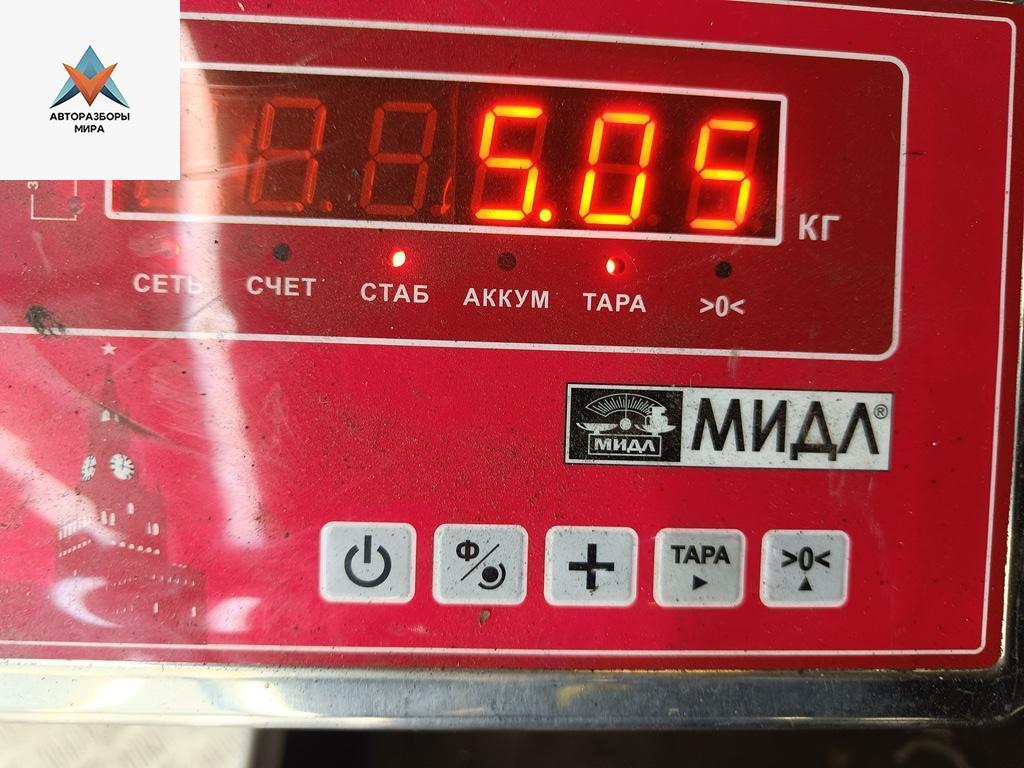 АВТОРАЗБОРЫ
МИРА
5.05
КГ
СЕТЬ СЧЕТ СТАБ АККУМ ТАРА >0<
МИДЛ МИДЛ®
Ф ТАРА >0<